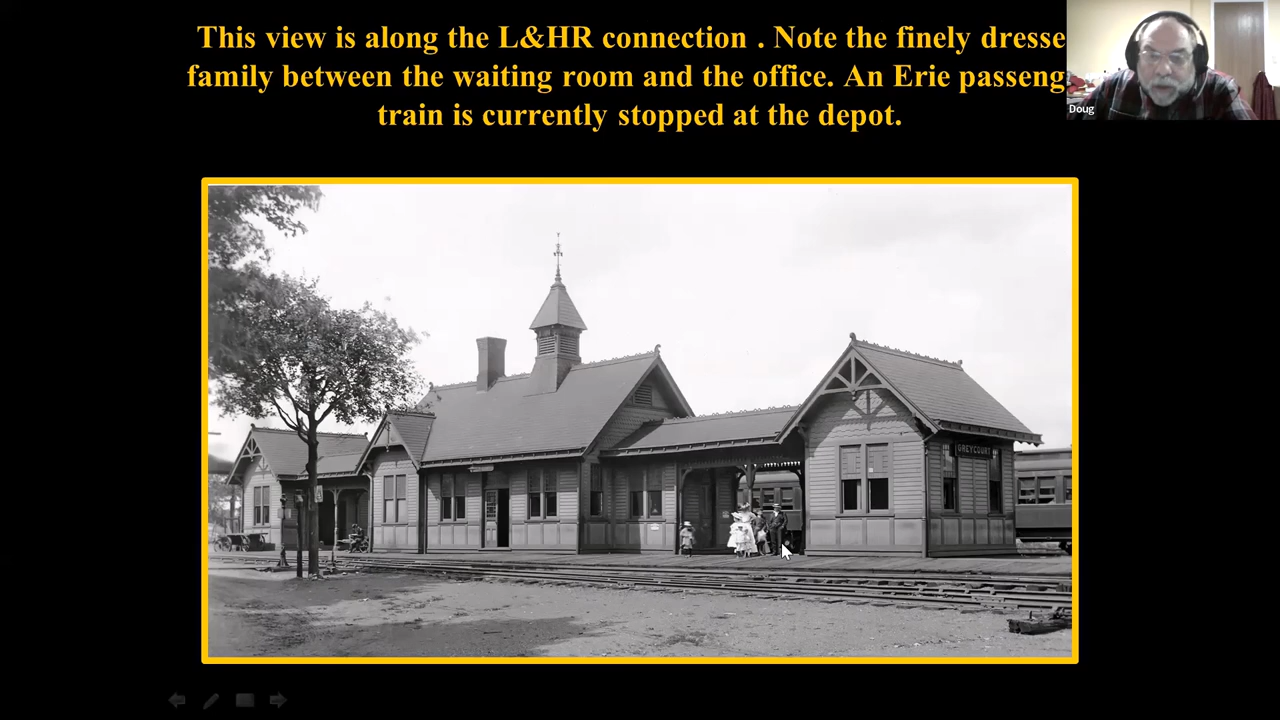 This view is along the L&HR connection . Note the finely dresse
family between the waiting room and the office. An Erie passeng
train is currently stopped at the depot.
Doug
GREYCOURT